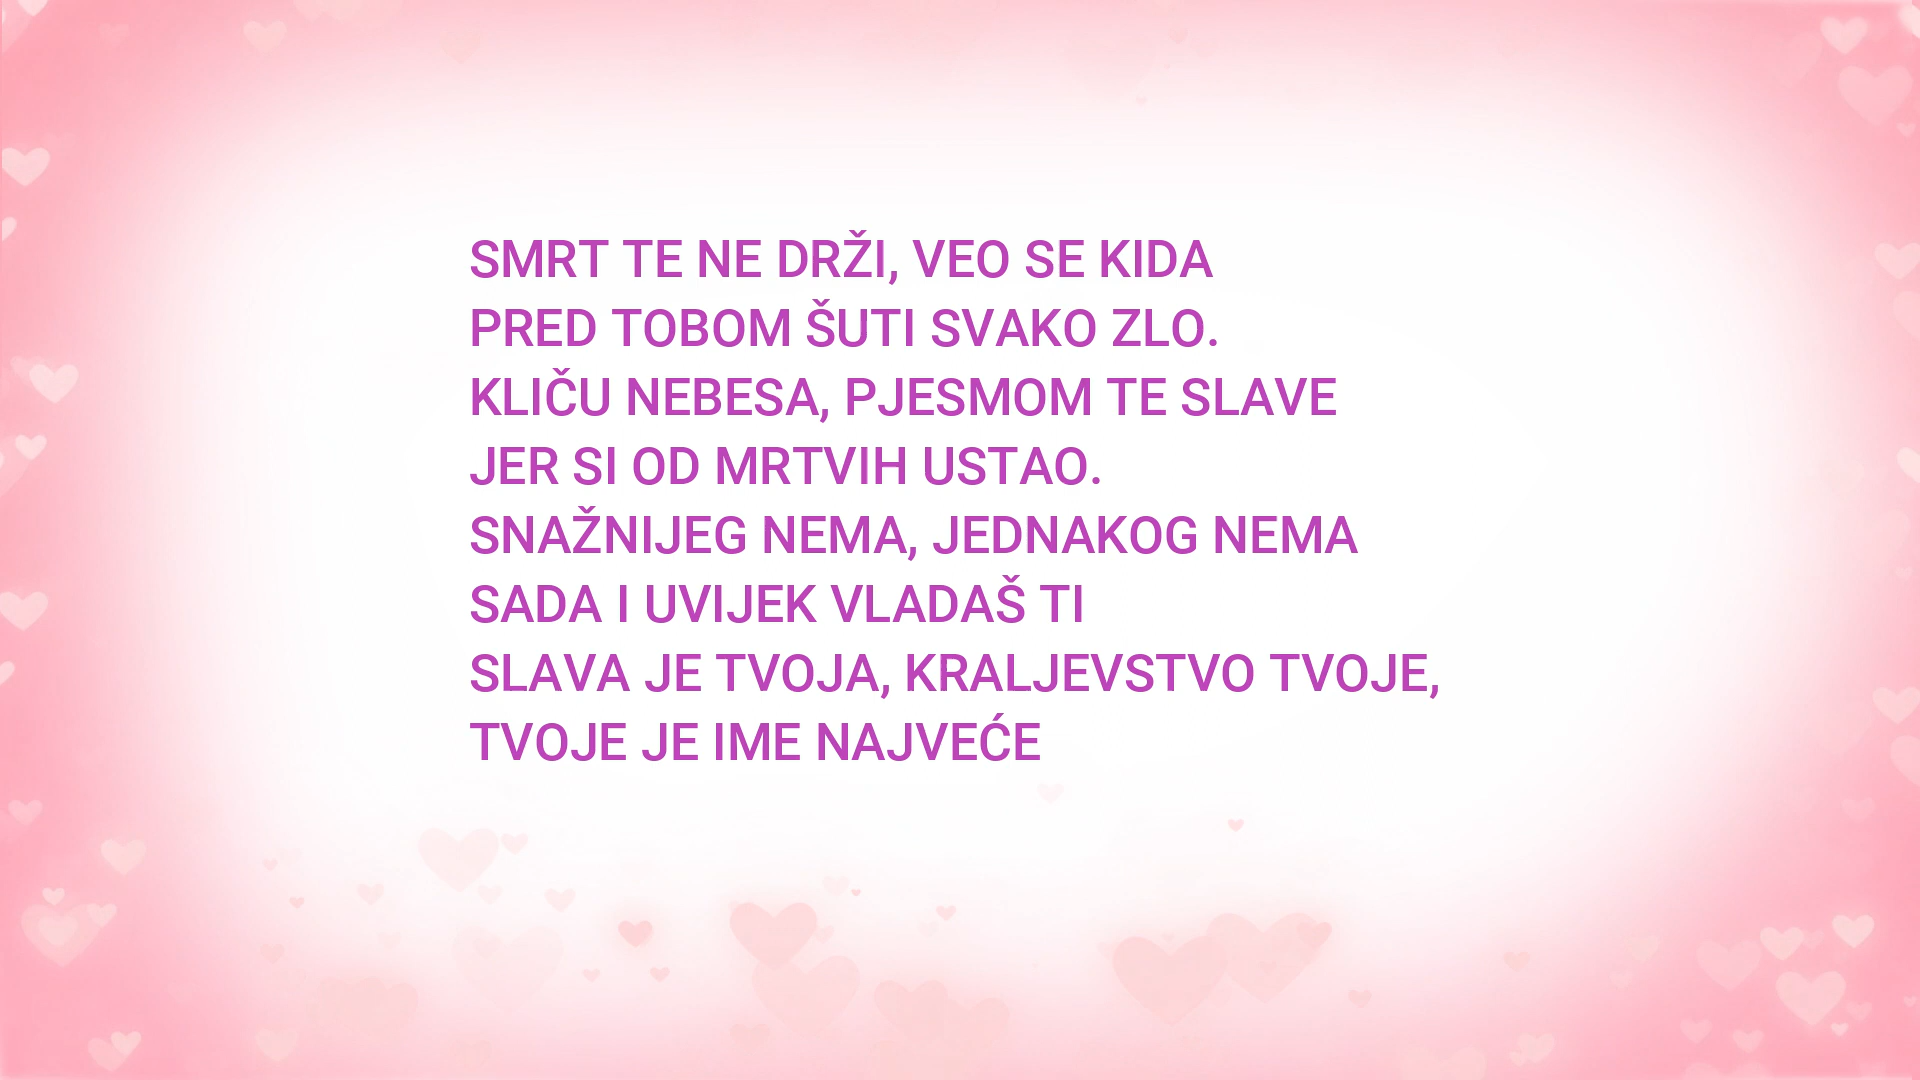 SMRT TE NE DRŽI, VEO SE KIDA
PRED TOBOM ŠUTI SVAKO ZLO.
KLIČU NEBESA, PJESMOM TE SLAVE
JER SI OD MRTVIH USTAO.
SNAŽNIJEG NEMA, JEDNAKOG NEMA
SADA I UVIJEK VLADAŠ TI
SLAVA JE TVOJA, KRALJEVSTVO TVOJE,
TVOJE JE IME NAJVEĆE